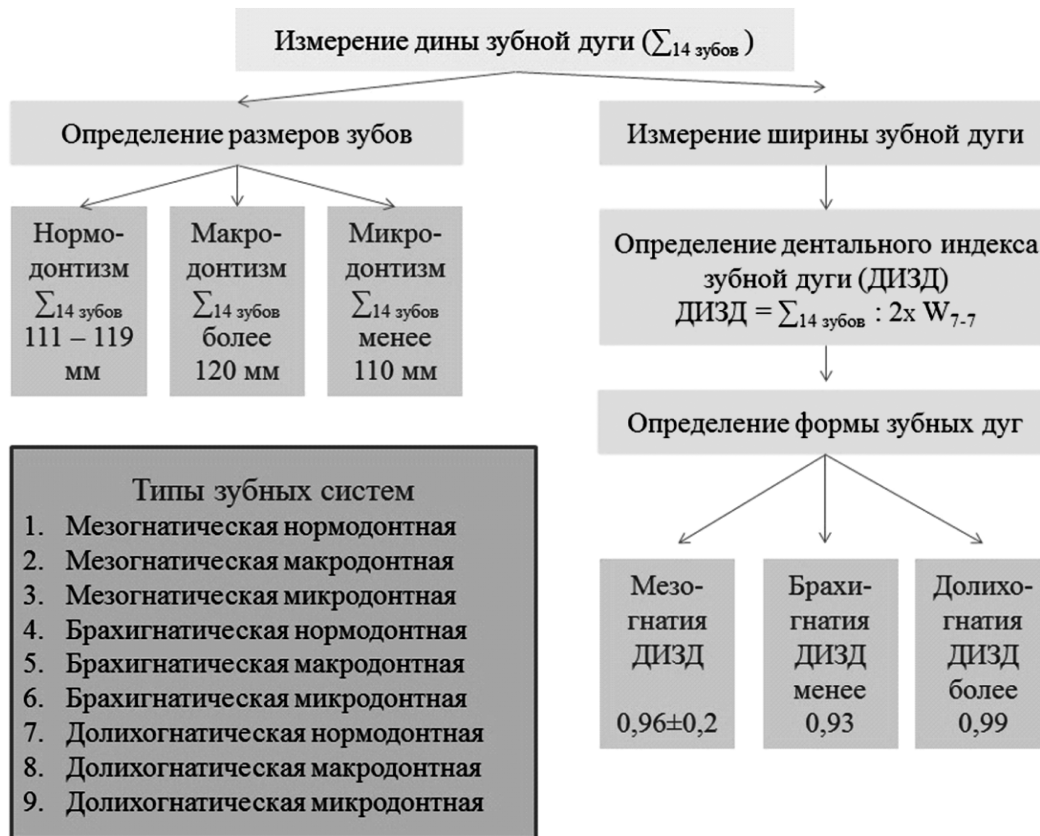 Измерение дины зубной дуги (∑14 зубов )
Определение размеров зубов
Нормо-
донтизм
∑14 зубов
111 – 119
мм
Макро-
донтизм
∑14 зубов
более
120 мм
Микро-
донтизм
∑14 зубов
менее
110 мм
Измерение ширины зубной дуги
Определение дентального индекса
зубной дуги (ДИЗД)
ДИЗД = ∑14 зубов : 2x W7-7
Определение формы зубных дуг
Мезо-
гнатия
ДИЗД
0,96±0,2
Брахи-
гнатия
ДИЗД
менее
0,93
Долихо-
гнатия
ДИЗД
более
0,99
Типы зубных систем
1. Мезогнатическая нормодонтная
2. Мезогнатическая макродонтная
3. Мезогнатическая микродонтная
4. Брахигнатическая нормодонтная
5. Брахигнатическая макродонтная
6. Брахигнатическая микродонтная
7. Долихогнатическая нормодонтная
8. Долихогнатическая макродонтная
9. Долихогнатическая микродонтная